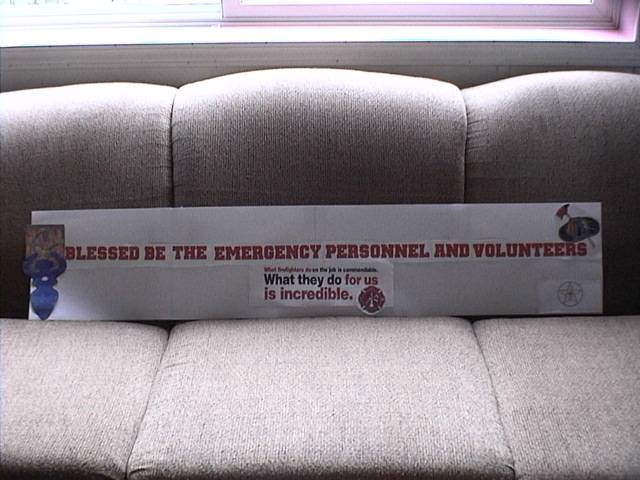 BLESSED BE THE EMERGENCY PERSONNEL AND VOLUNTEERS
What firefighters do on the job is commendable.
What they do for us
is incredible.